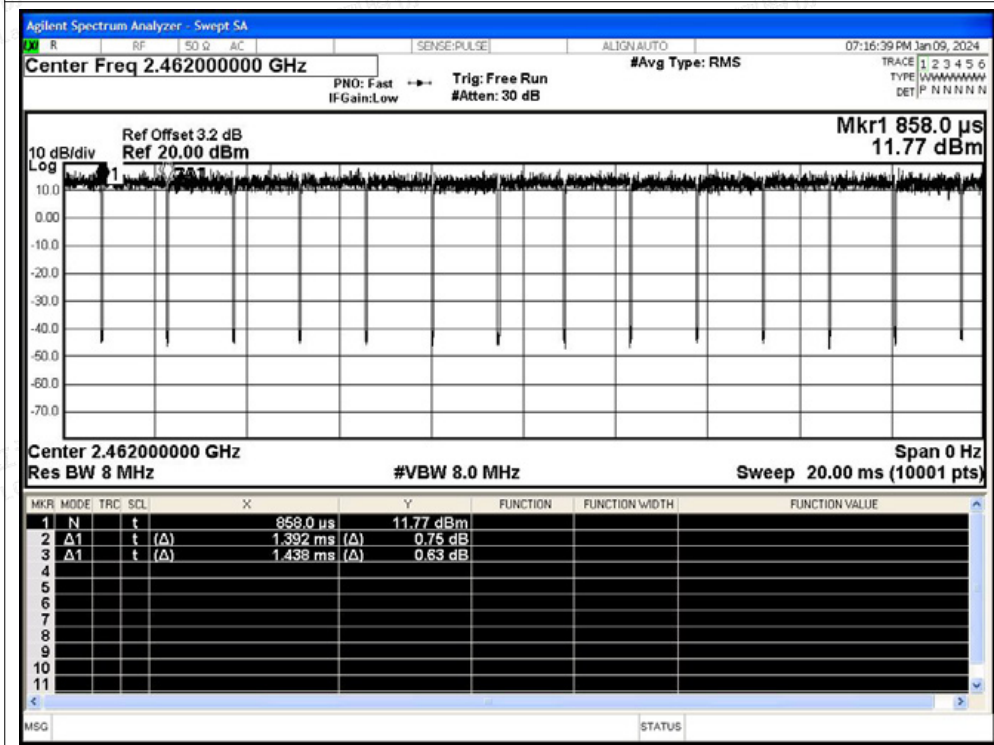 Agilent Spectrum Analyzer - Swept SA
R RF 50 Ω AC SENSE:PULSE ALIGN AUTO 07:16:39 PM Jan 09, 2024
Center Freq 2.462000000 GHz #Avg Type: RMS TRACE 1 2 3 4 5 6
PNO: Fast Trig: Free Run TYPE WWWWWW
IFGain:Low #Atten: 30 dB DET P N N N N N
Mkr1 858.0 µs
11.77 dBm
Ref Offset 3.2 dB
10 dB/div Ref 20.00 dBm
Log
1
10.0
0.00
-10.0
-20.0
-30.0
-40.0
-50.0
-60.0
-70.0
Center 2.462000000 GHz Span 0 Hz
Res BW 8 MHz #VBW 8.0 MHz Sweep 20.00 ms (10001 pts)
MKR MODE TRC SCL X Y FUNCTION FUNCTION WIDTH FUNCTION VALUE
1 N t 858.0 µs 11.77 dBm
2 Δ1 t (Δ) 1.392 ms (Δ) 0.75 dB
3 Δ1 t (Δ) 1.438 ms (Δ) 0.63 dB
4
5
6
7
8
9
10
11
MSG STATUS